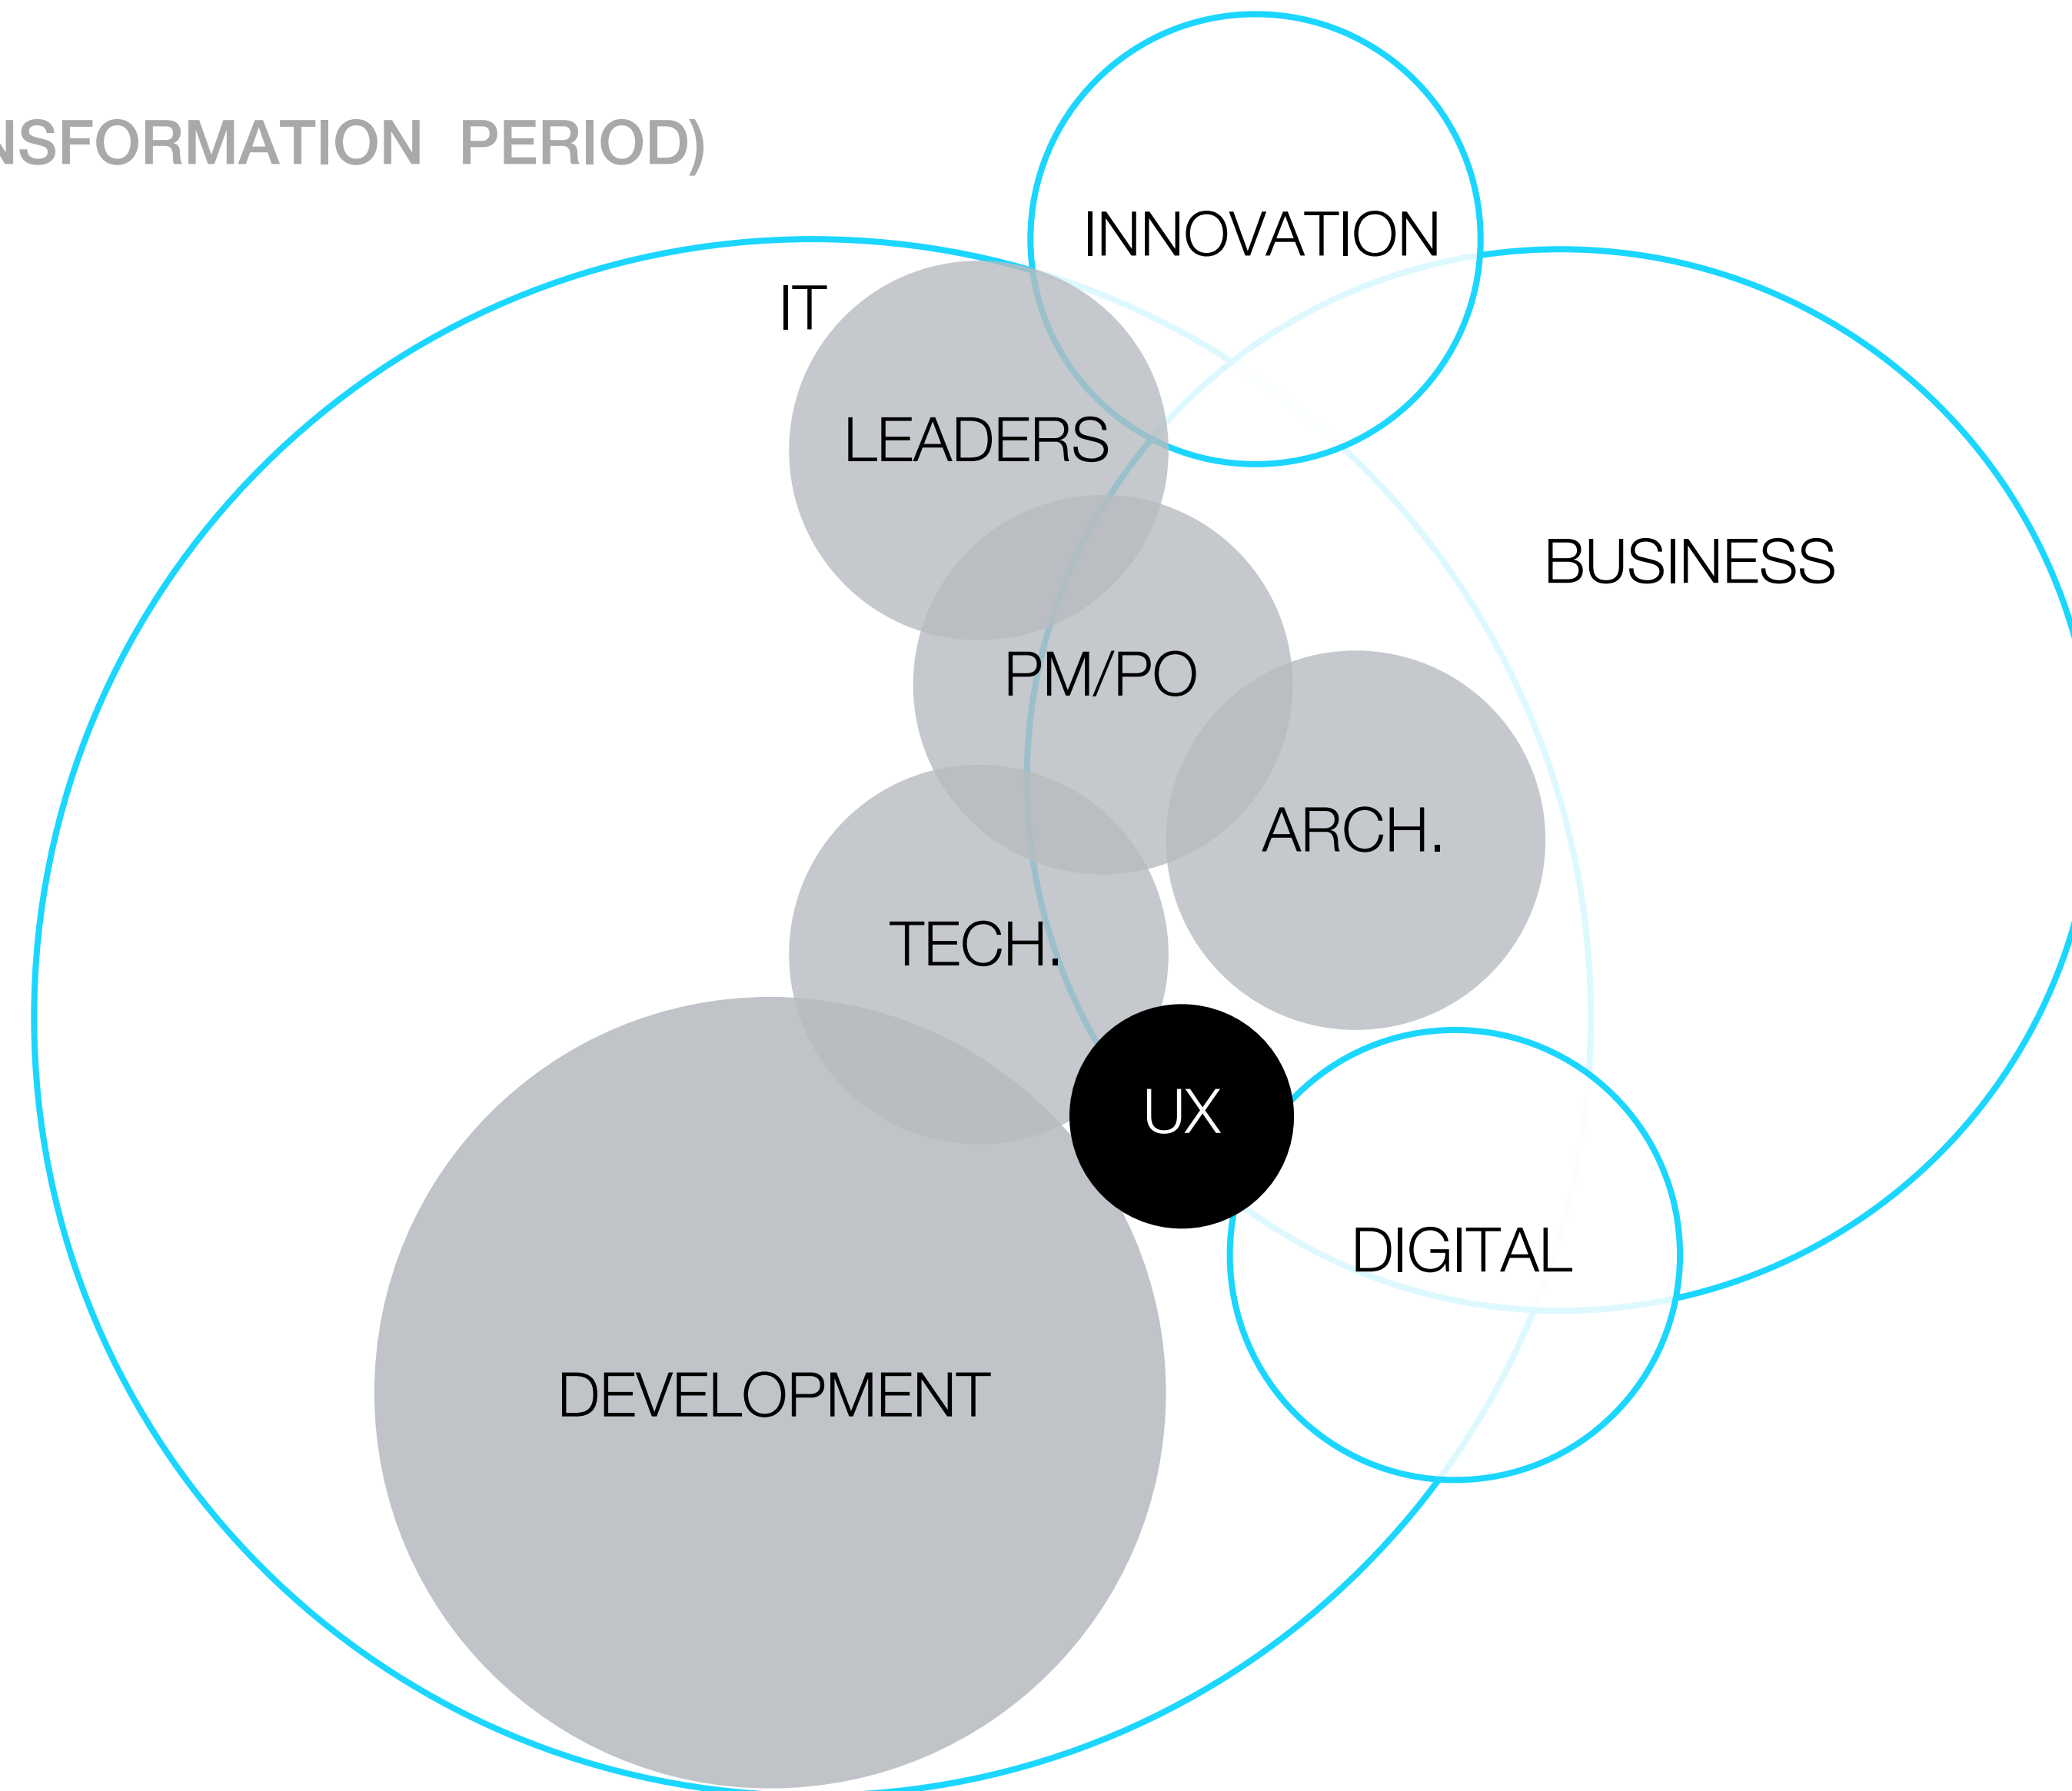 NSFORMATION PERIOD)
INNOVATION
IT
LEADERS
BUSINESS
PM/PO
ARCH.
TECH.
UX
DIGITAL
DEVELOPMENT